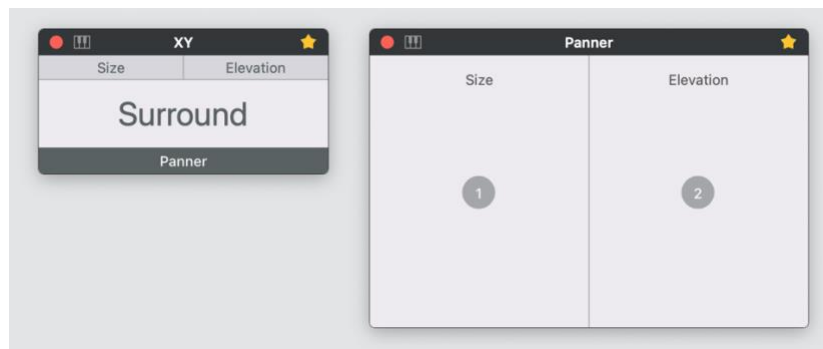 XY
Size Elevation
Surround
Panner
Panner
Size Elevation
1 2